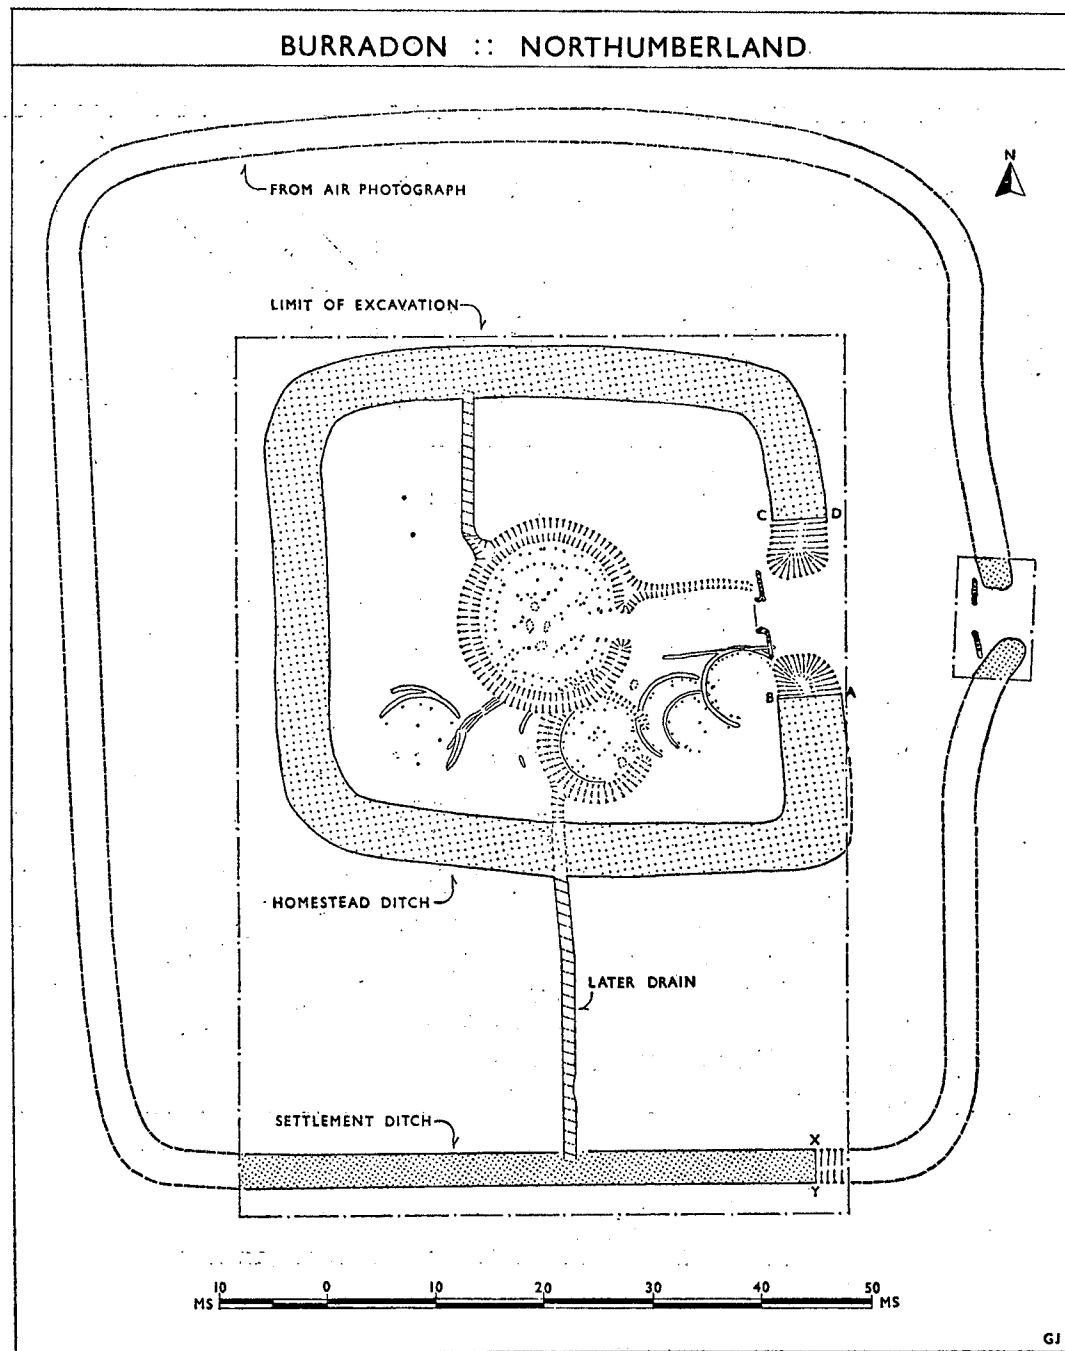 BURRADON :: NORTHUMBERLAND
N
FROM AIR PHOTOGRAPH
LIMIT OF EXCAVATION
C D
B A
HOMESTEAD DITCH
LATER DRAIN
SETTLEMENT DITCH
X
Y
10 0 10 20 30 40 50
MS MS
GJ